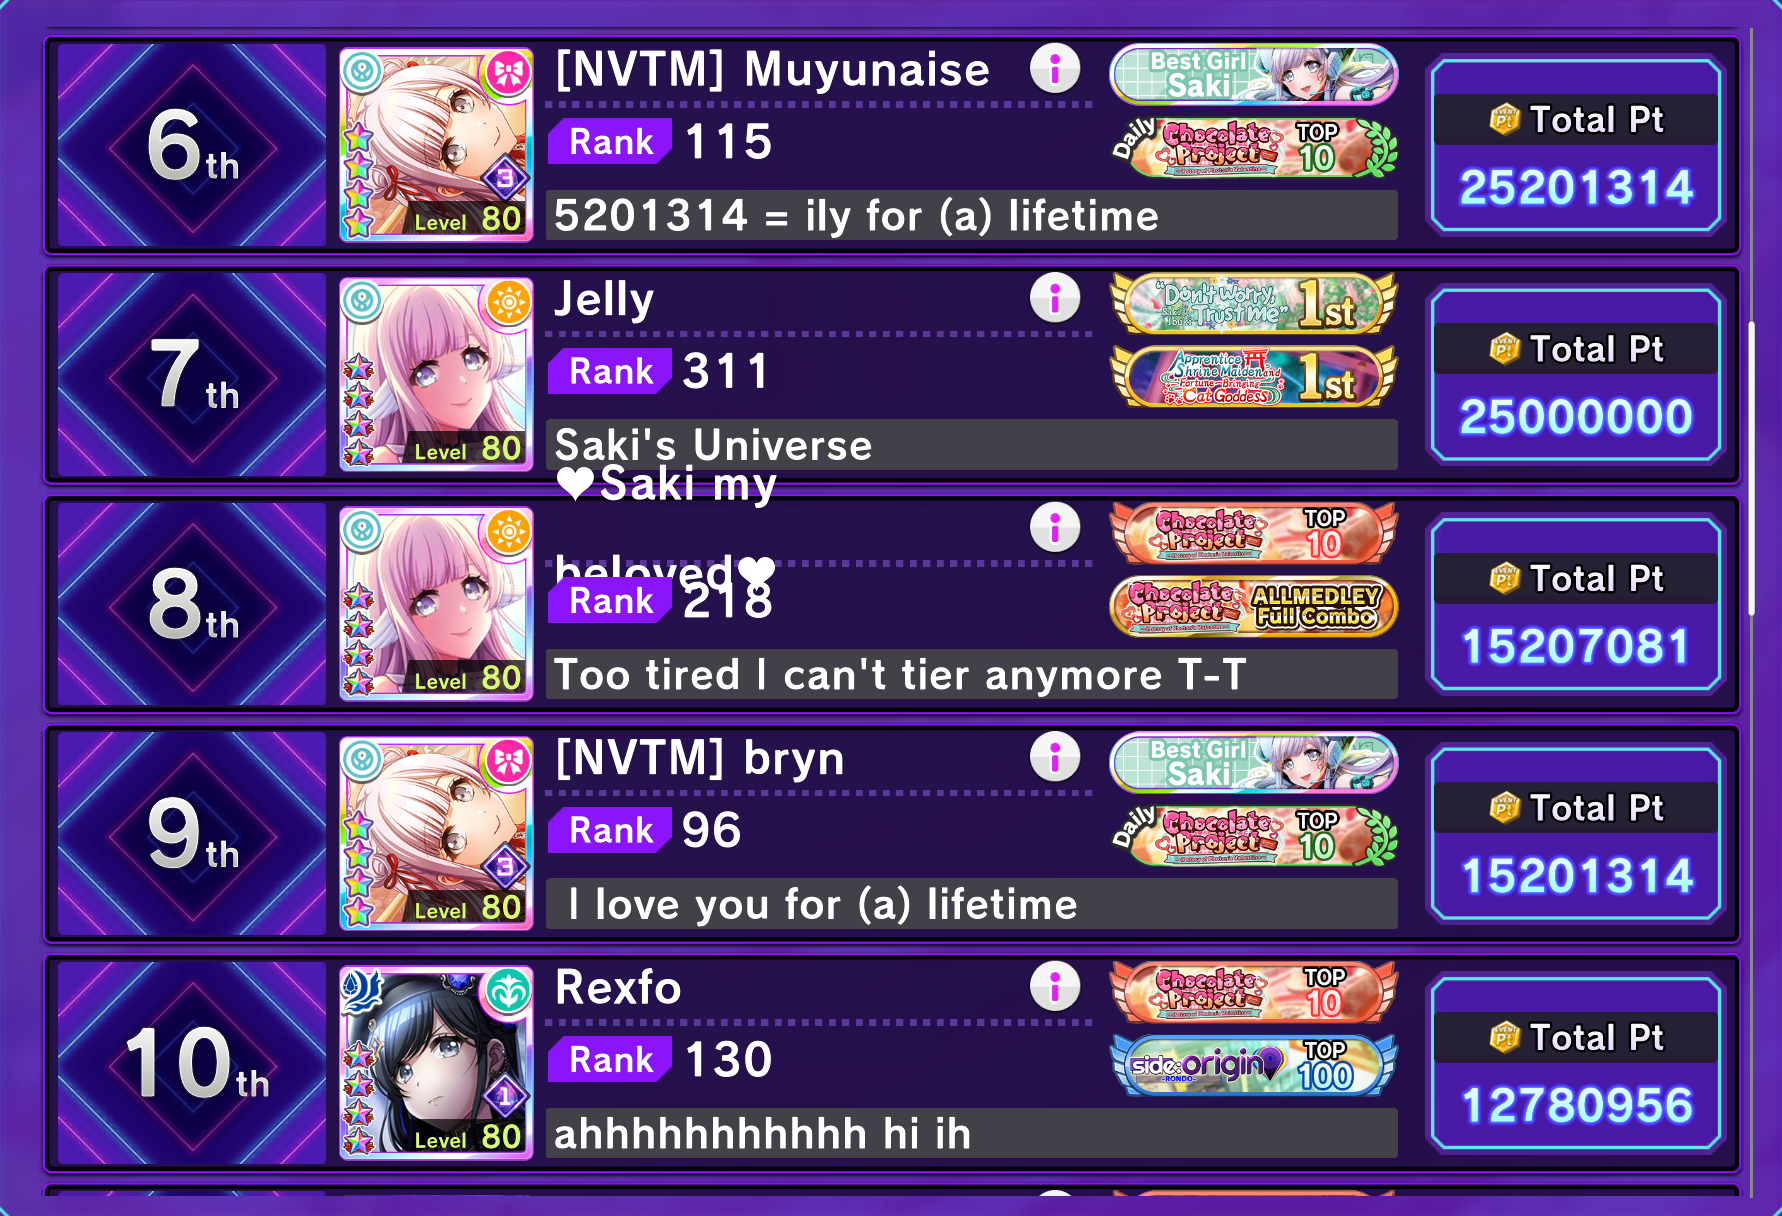 6th
[NVTM] Muyunaise
Best Girl
Saki
Rank 115
Daily
Chocolate
Project
TOP
10
Level 80
5201314 = ily for (a) lifetime
Total Pt
25201314
7th
Jelly
"Don't worry,
Trust me"
1st
Rank 311
Apprentice
Shrine Maiden and
Fortune-Bringing
Cat Goddess
1st
Level 80
Saki's Universe
Total Pt
25000000
8th
♥Saki my
beloved♥
Chocolate
Project
TOP
10
Rank 218
Chocolate
Project
ALLMEDLEY
Full Combo
Level 80
Too tired I can't tier anymore T-T
Total Pt
15207081
9th
[NVTM] bryn
Best Girl
Saki
Rank 96
Daily
Chocolate
Project
TOP
10
Level 80
I love you for (a) lifetime
Total Pt
15201314
10th
Rexfo
Chocolate
Project
TOP
10
Rank 130
side:origin
-RONDO-
TOP
100
Level 80
ahhhhhhhhhhhh hi ih
Total Pt
12780956